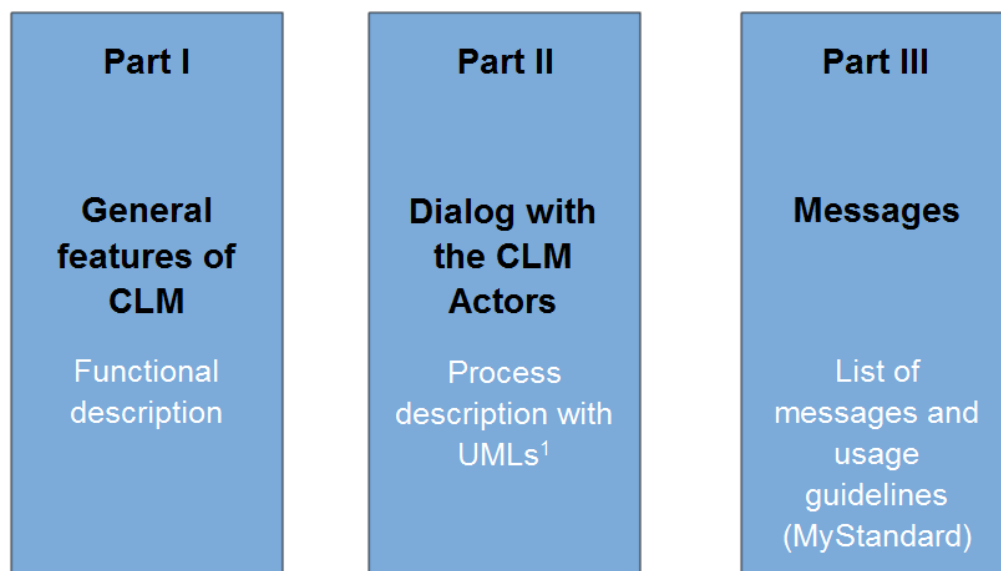 Part I
General
features of
CLM
Functional
description
Part II
Dialog with
the CLM
Actors
Process
description with
UMLs¹
Part III
Messages
List of
messages and
usage
guidelines
(MyStandard)